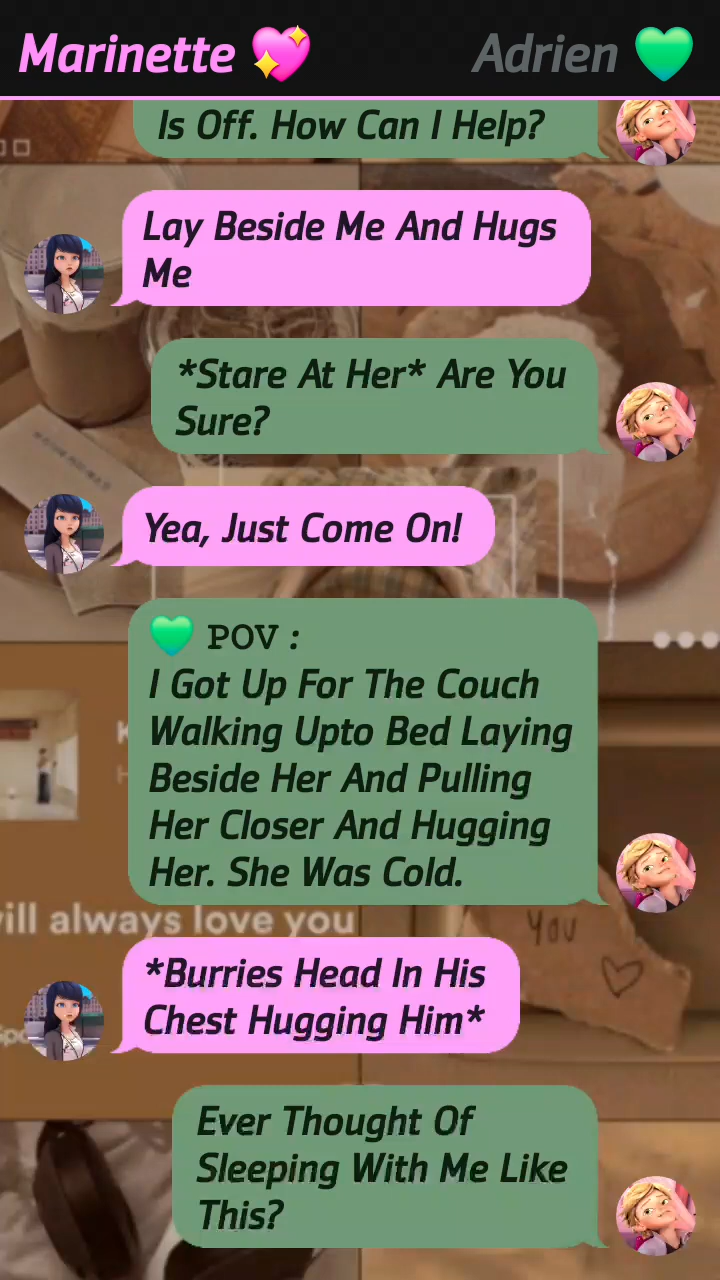 Marinette 💖 Adrien 💚
Is Off. How Can I Help?
Lay Beside Me And Hugs
Me
*Stare At Her* Are You
Sure?
Yea, Just Come On!
💚 POV :
I Got Up For The Couch
Walking Upto Bed Laying
Beside Her And Pulling
Her Closer And Hugging
Her. She Was Cold.
will always love you
You
*Burries Head In His
Chest Hugging Him*
Ever Thought Of
Sleeping With Me Like
This?